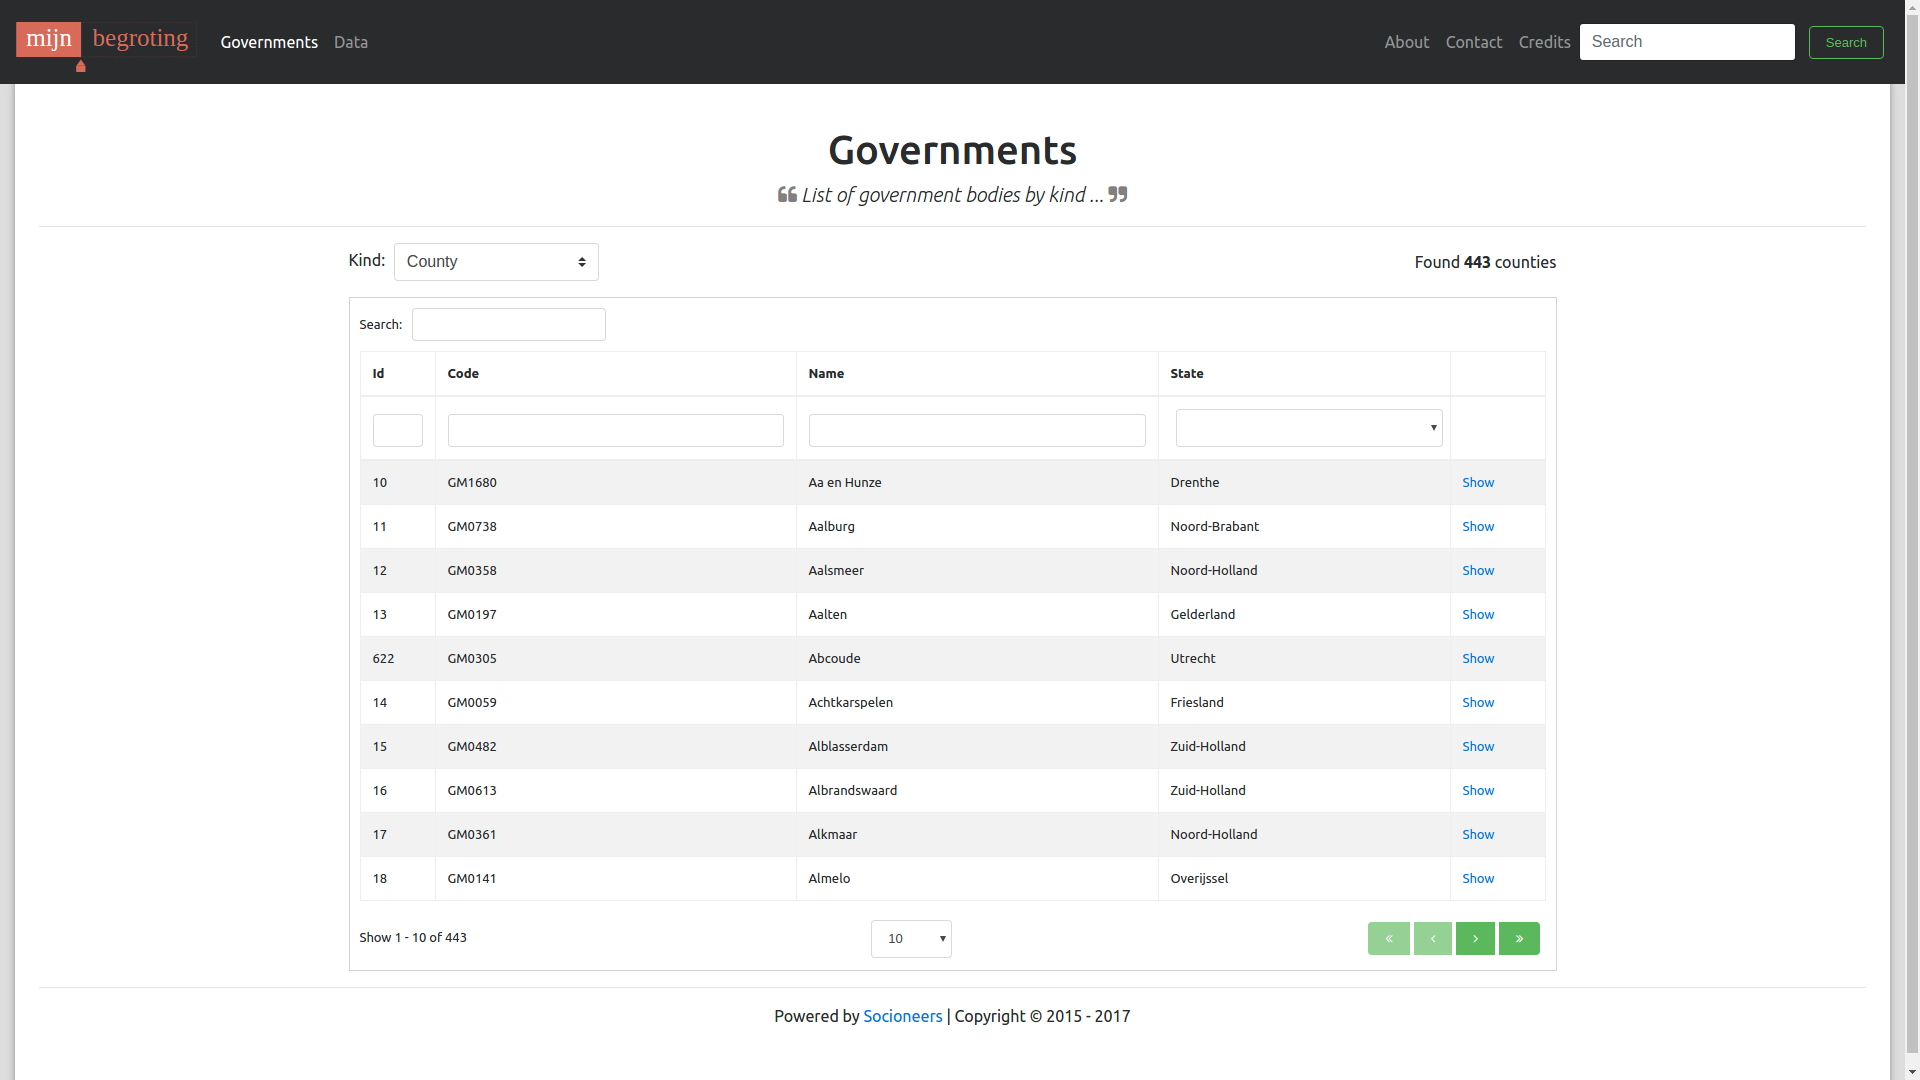 mijn begroting Governments Data About Contact Credits Search Search
Governments
List of government bodies by kind ...
Kind: County Found 443 counties
Search:
Id Code Name State
10 GM1680 Aa en Hunze Drenthe Show
11 GM0738 Aalburg Noord-Brabant Show
12 GM0358 Aalsmeer Noord-Holland Show
13 GM0197 Aalten Gelderland Show
622 GM0305 Abcoude Utrecht Show
14 GM0059 Achtkarspelen Friesland Show
15 GM0482 Alblasserdam Zuid-Holland Show
16 GM0613 Albrandswaard Zuid-Holland Show
17 GM0361 Alkmaar Noord-Holland Show
18 GM0141 Almelo Overijssel Show
Show 1 - 10 of 443 10 « ‹ › »
Powered by Socioneers | Copyright © 2015 - 2017